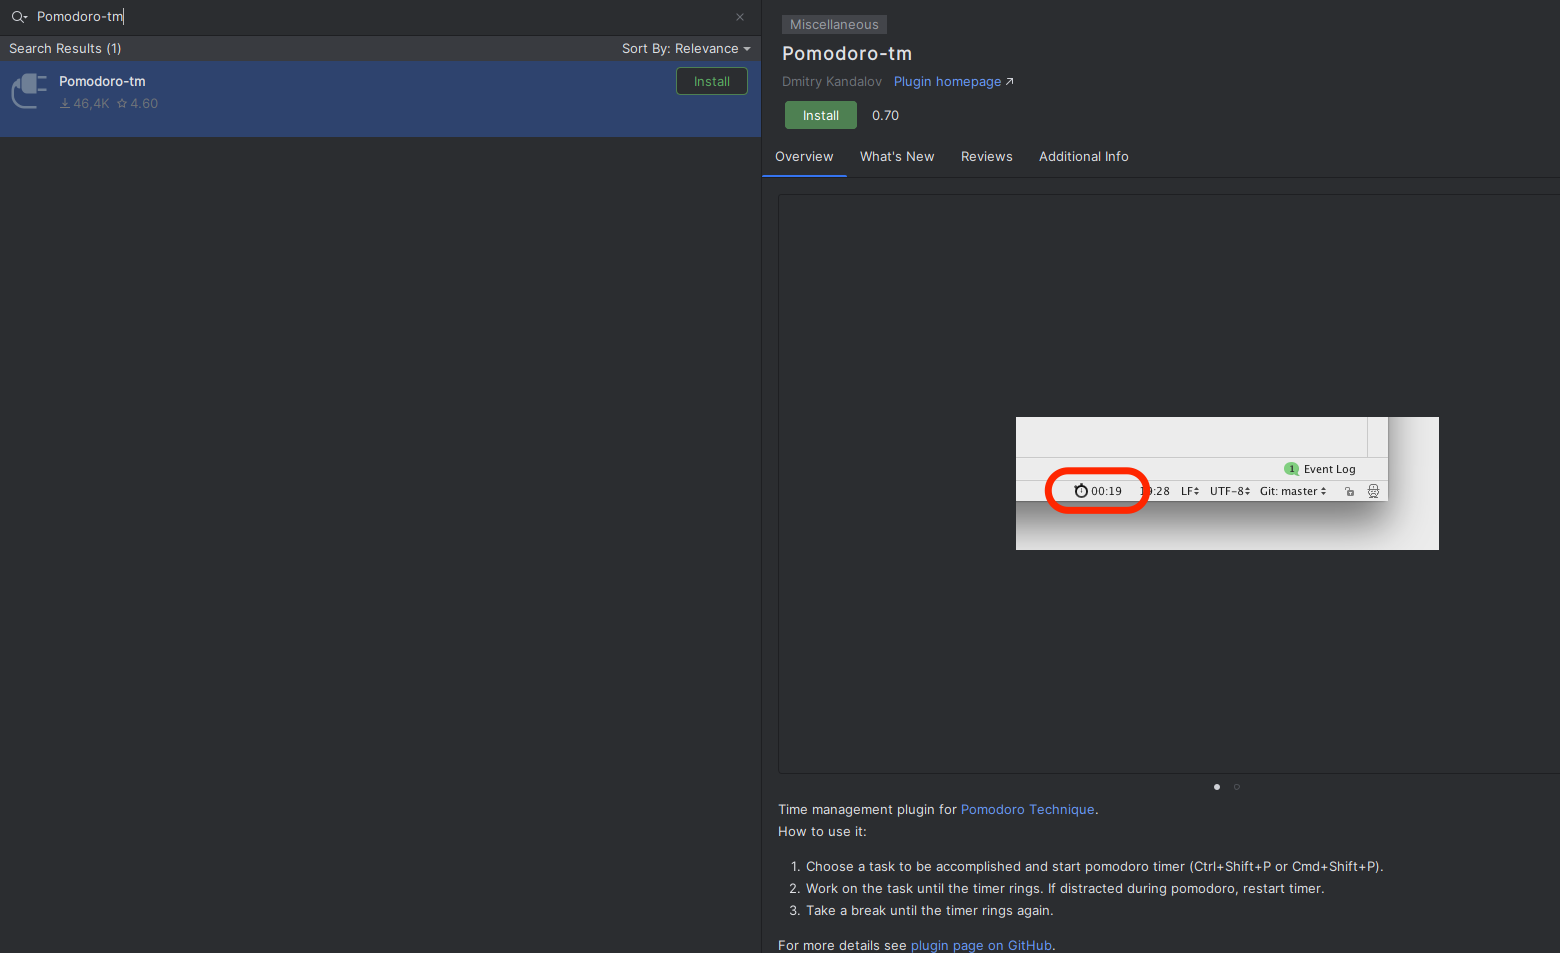 Pomodoro-tm
Search Results (1)
Sort By: Relevance
Pomodoro-tm
Install
46,4K 4.60
Miscellaneous
Pomodoro-tm
Dmitry Kandalov Plugin homepage
Install 0.70
Overview What's New Reviews Additional Info
1 Event Log
00:19 19:28 LF UTF-8 Git: master
Time management plugin for Pomodoro Technique.
How to use it:
1. Choose a task to be accomplished and start pomodoro timer (Ctrl+Shift+P or Cmd+Shift+P).
2. Work on the task until the timer rings. If distracted during pomodoro, restart timer.
3. Take a break until the timer rings again.
For more details see plugin page on GitHub.